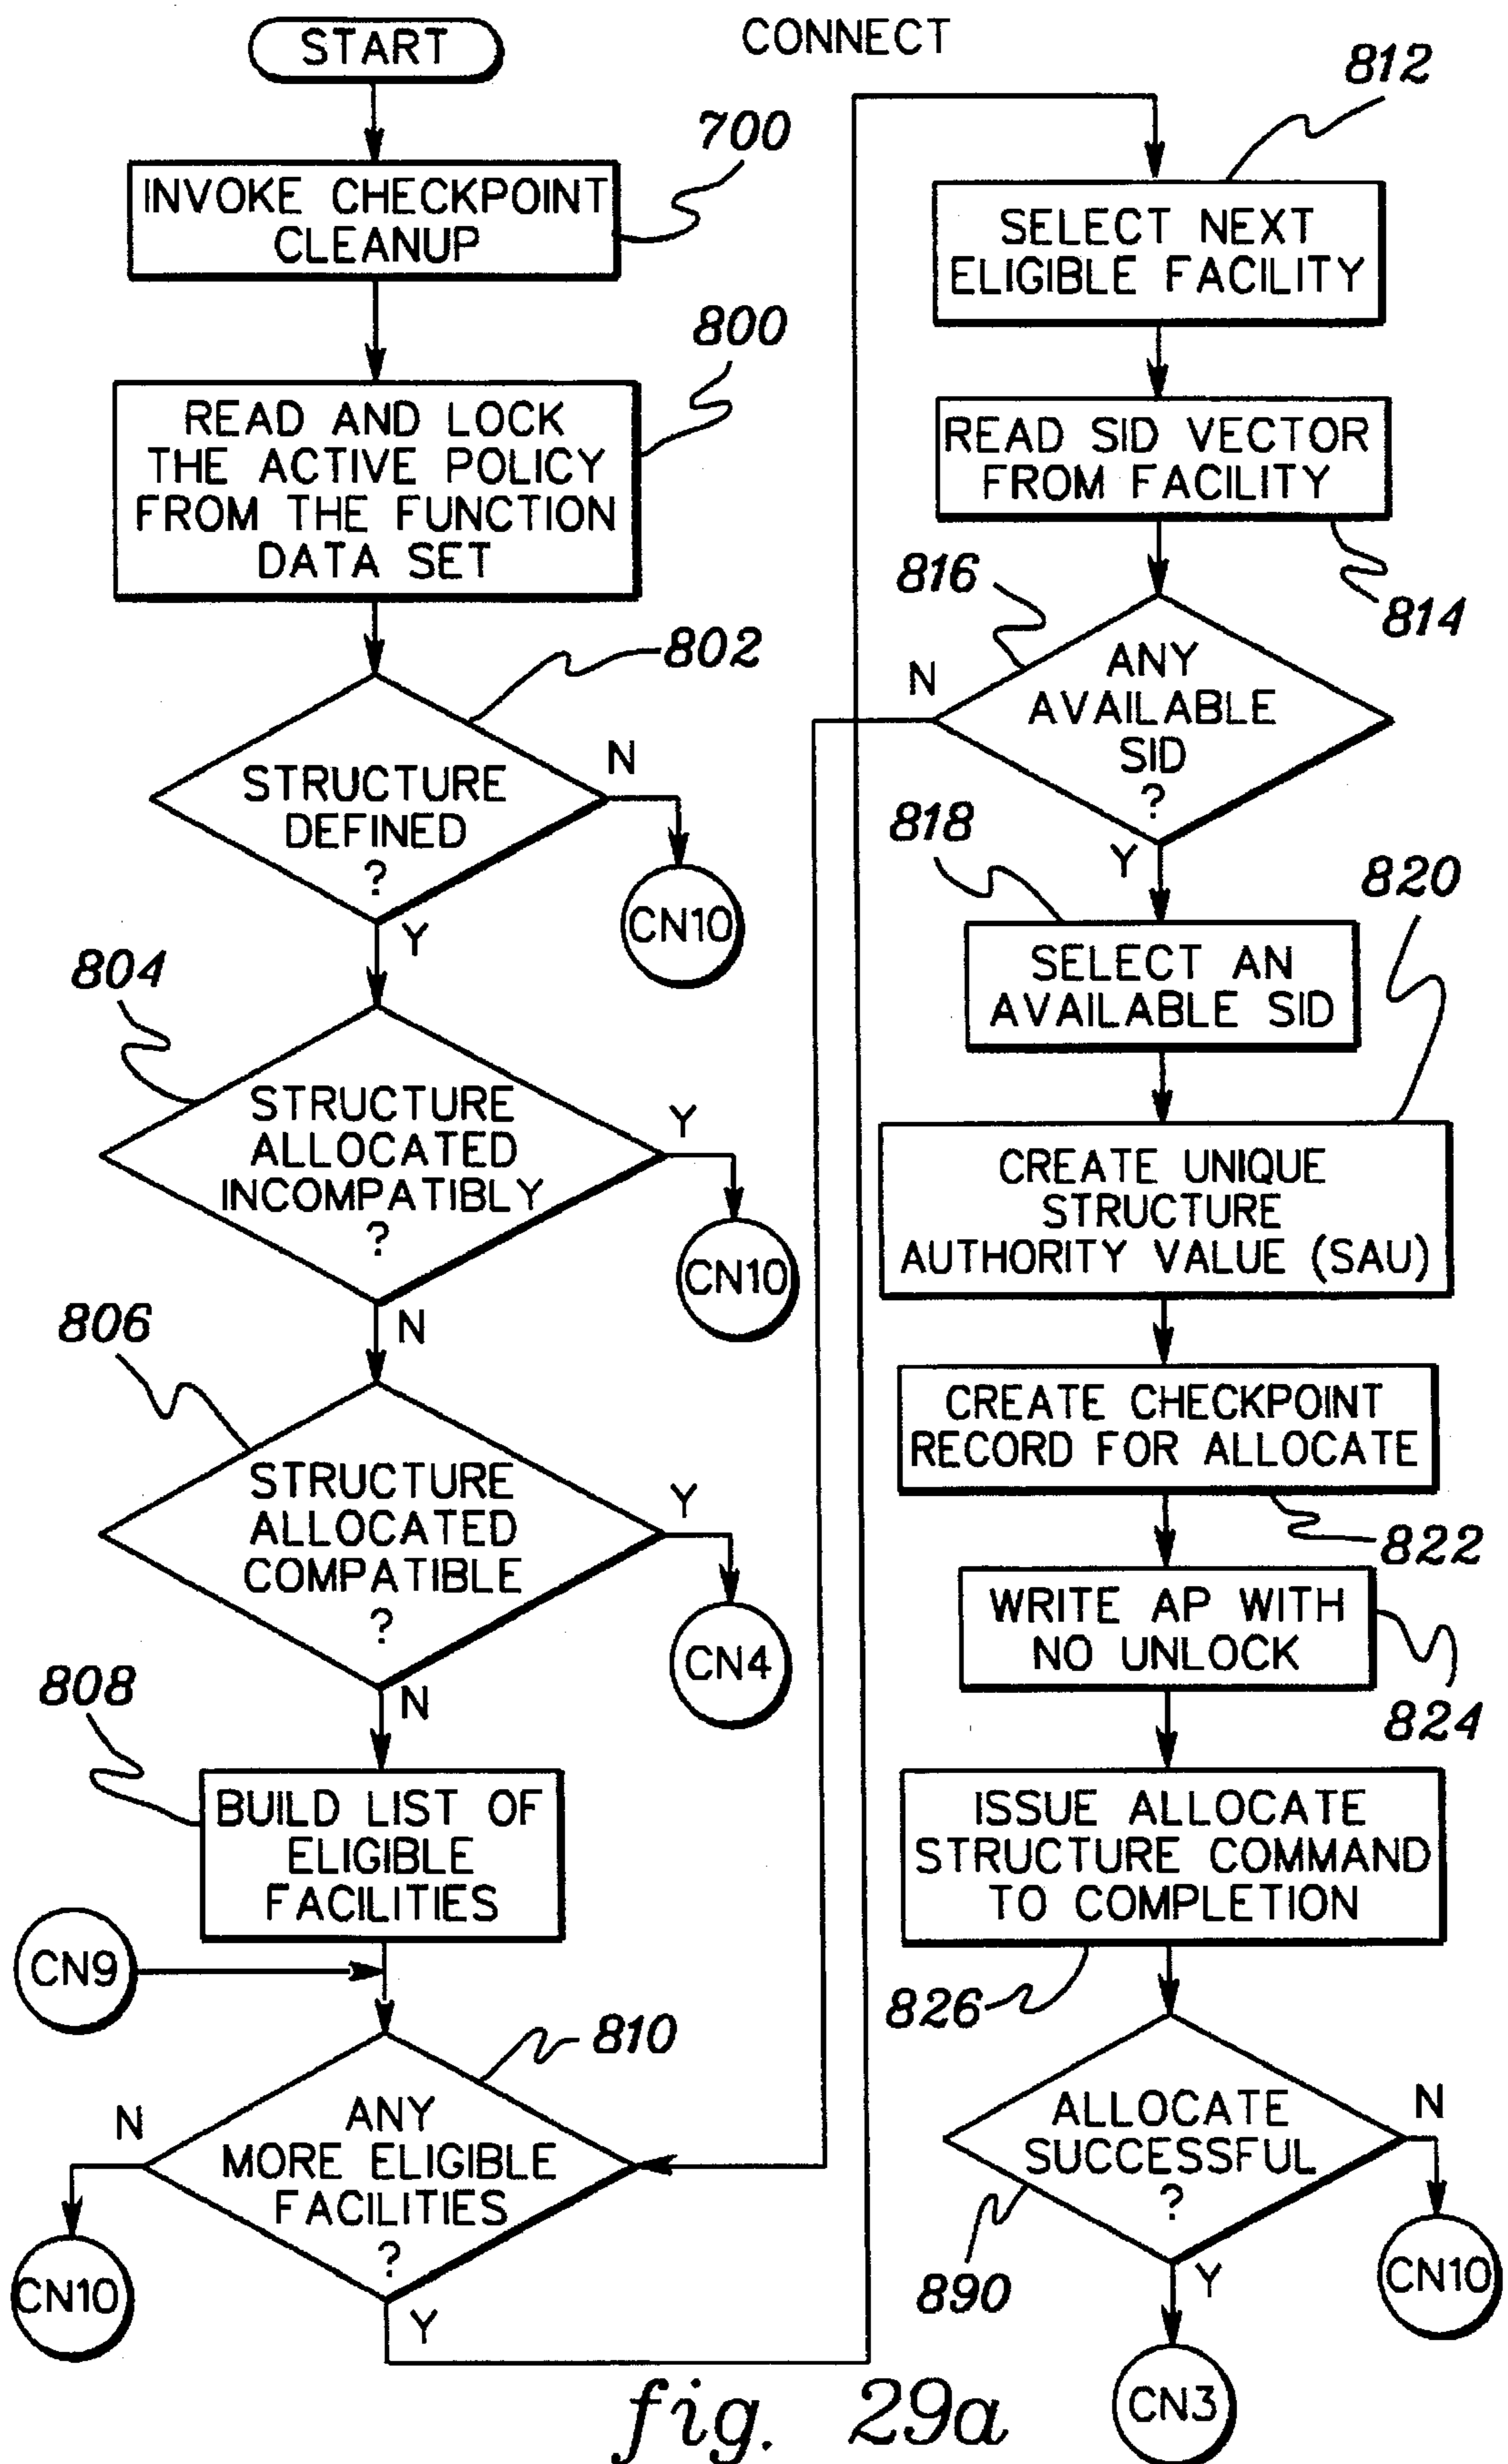 CONNECT
START
700
INVOKE CHECKPOINT
CLEANUP
800
READ AND LOCK
THE ACTIVE POLICY
FROM THE FUNCTION
DATA SET
802
STRUCTURE
DEFINED
?
N
CN10
Y
804
STRUCTURE
ALLOCATED
INCOMPATIBLY
?
Y
CN10
N
806
STRUCTURE
ALLOCATED
COMPATIBLE
?
Y
CN4
N
808
BUILD LIST OF
ELIGIBLE
FACILITIES
CN9
810
ANY
MORE ELIGIBLE
FACILITIES
?
N
CN10
Y
812
SELECT NEXT
ELIGIBLE FACILITY
READ SID VECTOR
FROM FACILITY
814
816
ANY
AVAILABLE
SID
?
N
Y
818
SELECT AN
AVAILABLE SID
820
CREATE UNIQUE
STRUCTURE
AUTHORITY VALUE (SAU)
CREATE CHECKPOINT
RECORD FOR ALLOCATE
822
WRITE AP WITH
NO UNLOCK
824
ISSUE ALLOCATE
STRUCTURE COMMAND
TO COMPLETION
826
ALLOCATE
SUCCESSFUL
?
N
CN10
890
Y
CN3
fig. 29a